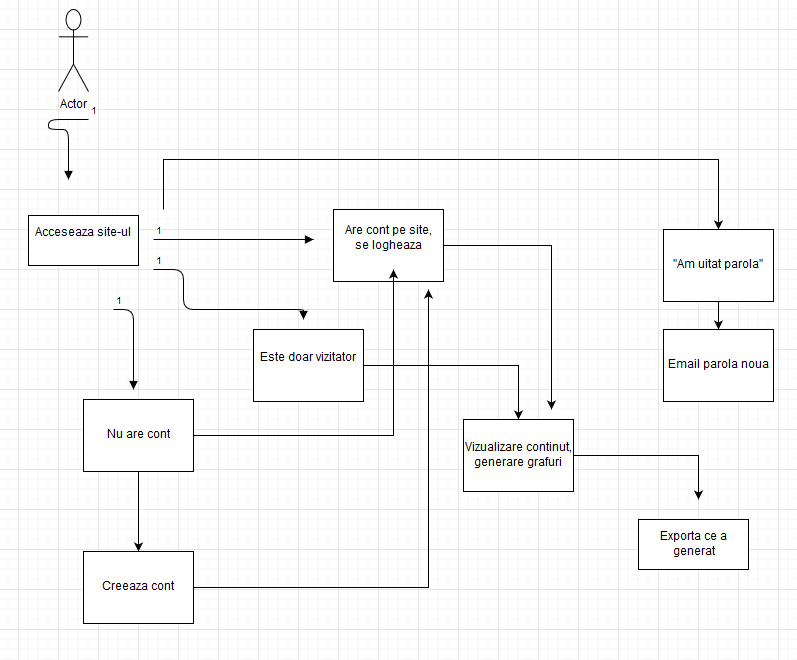 Actor
1
Acceseaza site-ul
1
Are cont pe site,
se logheaza
"Am uitat parola"
1
1
Este doar vizitator
Email parola noua
Nu are cont
Vizualizare continut,
generare grafuri
Exporta ce a
generat
Creeaza cont